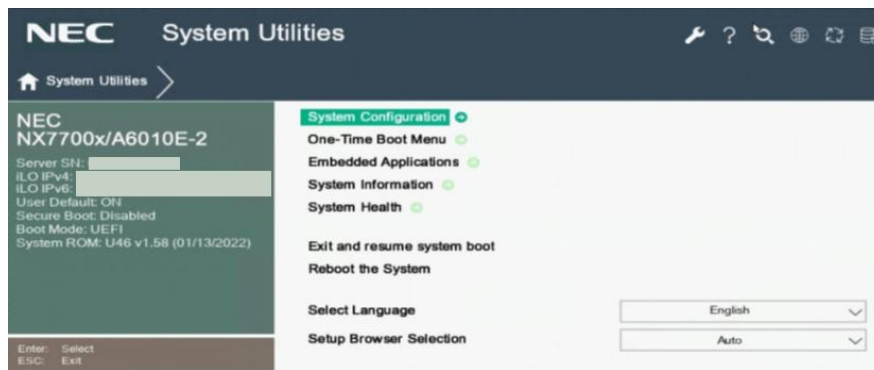 NEC System Utilities
System Utilities
NEC
NX7700x/A6010E-2
Server SN:
iLO IPv4:
iLO IPv6:
User Default: ON
Secure Boot: Disabled
Boot Mode: UEFI
System ROM: U46 v1.58 (01/13/2022)
Enter: Select
ESC: Exit
System Configuration
One-Time Boot Menu
Embedded Applications
System Information
System Health
Exit and resume system boot
Reboot the System
Select Language English
Setup Browser Selection Auto